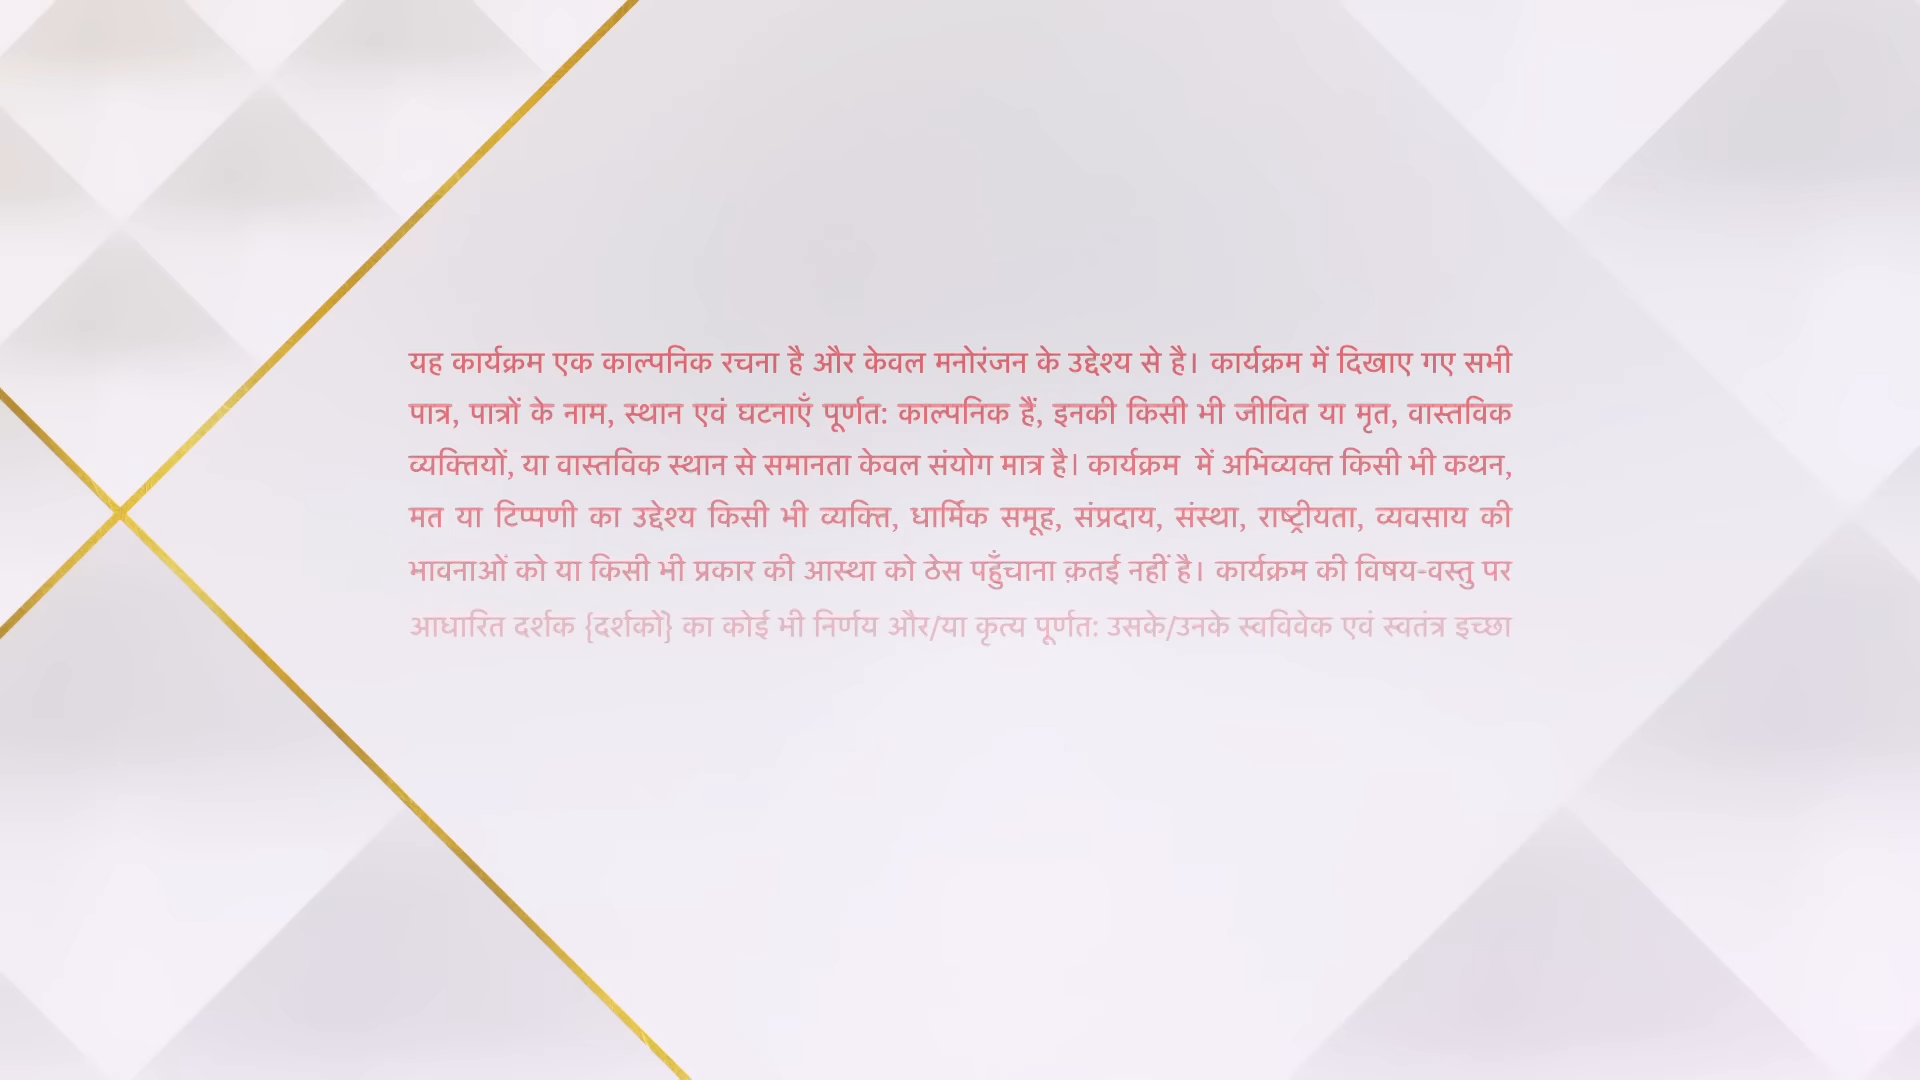 यह कार्यक्रम एक काल्पनिक रचना है और केवल मनोरंजन के उद्देश्य से है। कार्यक्रम में दिखाए गए सभी
पात्र, पात्रों के नाम, स्थान एवं घटनाएँ पूर्णत: काल्पनिक हैं, इनकी किसी भी जीवित या मृत, वास्तविक
व्यक्तियों, या वास्तविक स्थान से समानता केवल संयोग मात्र है। कार्यक्रम  में अभिव्यक्त किसी भी कथन,
मत या टिप्पणी का उद्देश्य किसी भी व्यक्ति, धार्मिक समूह, संप्रदाय, संस्था, राष्ट्रीयता, व्यवसाय की
भावनाओं को या किसी भी प्रकार की आस्था को ठेस पहुँचाना क़तई नहीं है। कार्यक्रम की विषय-वस्तु पर
आधारित दर्शक {दर्शकों} का कोई भी निर्णय और/या कृत्य पूर्णत: उसके/उनके स्वविवेक एवं स्वतंत्र इच्छा